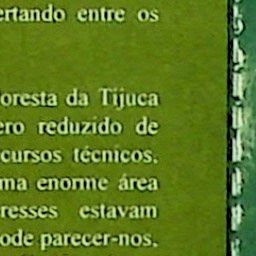 ertando entre os
oresta da Tijuca
ero reduzido de
cursos técnicos.
ma enorme área
resses estavam
ode parecer-nos,